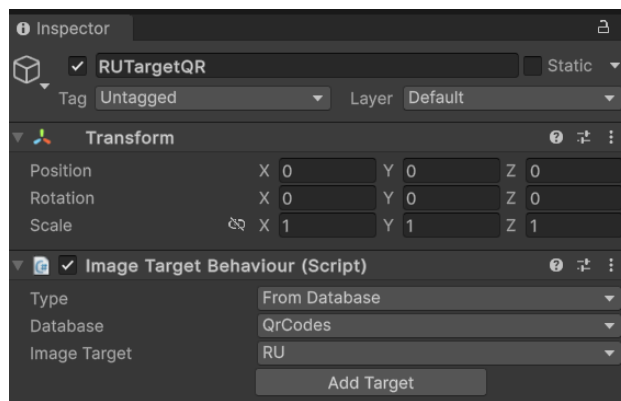 Inspector
RUTargetQR Static
Tag Untagged Layer Default
Transform
Position X 0 Y 0 Z 0
Rotation X 0 Y 0 Z 0
Scale X 1 Y 1 Z 1
Image Target Behaviour (Script)
Type From Database
Database QrCodes
Image Target RU
Add Target